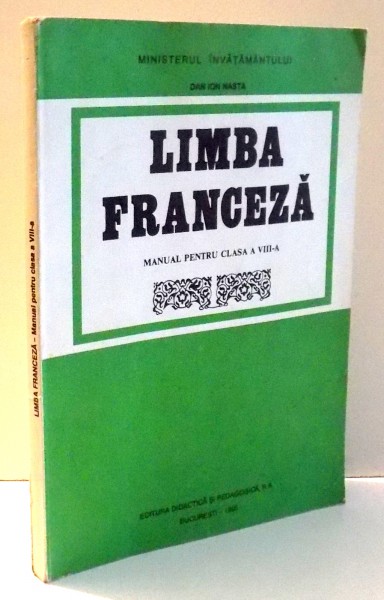 MINISTERUL ÎNVĂȚĂMÂNTULUI
DAN ION NASTA
LIMBA
FRANCEZĂ
MANUAL PENTRU CLASA A VIII-A
EDITURA DIDACTICĂ ȘI PEDAGOGICĂ, R.A.
BUCUREȘTI -
LIMBA FRANCEZĂ - Manual pentru clasa a VIII-a